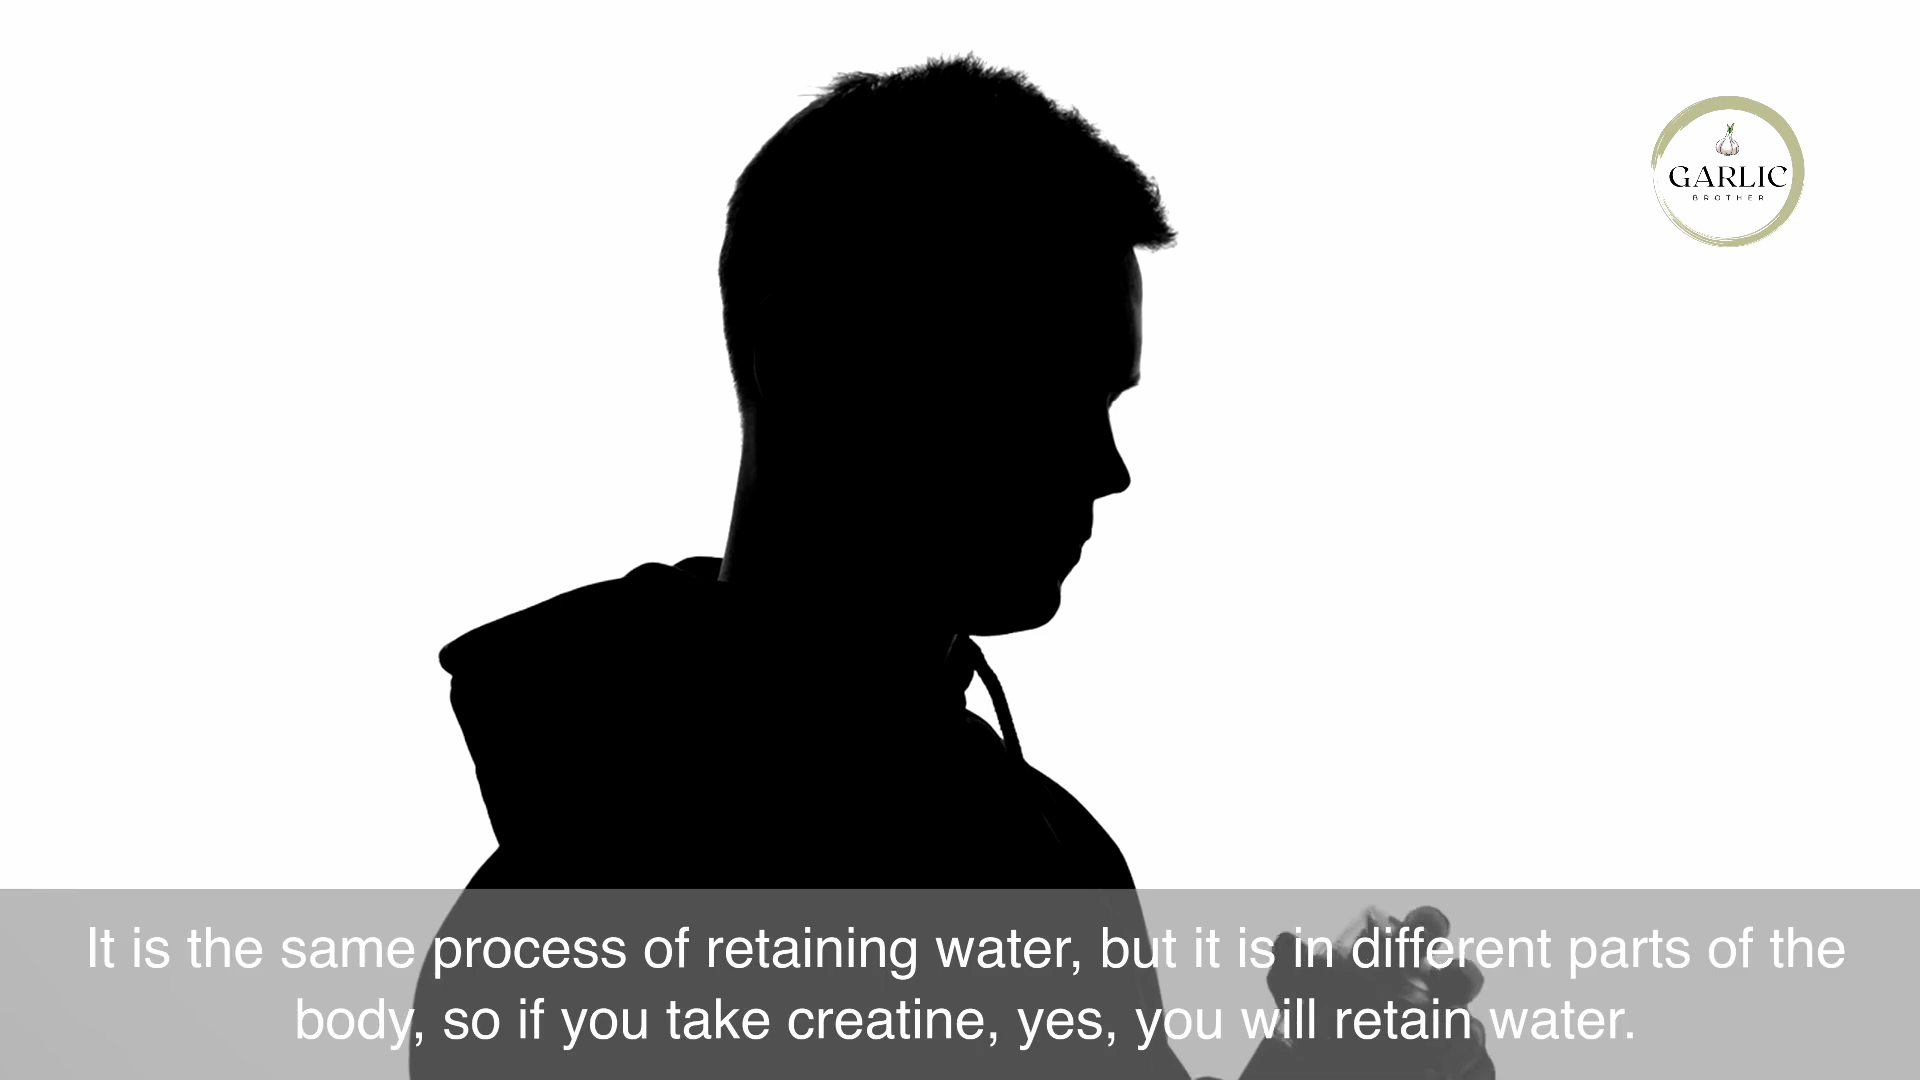 GARLIC
BROTHER
It is the same process of retaining water, but it is in different parts of the
body, so if you take creatine, yes, you will retain water.